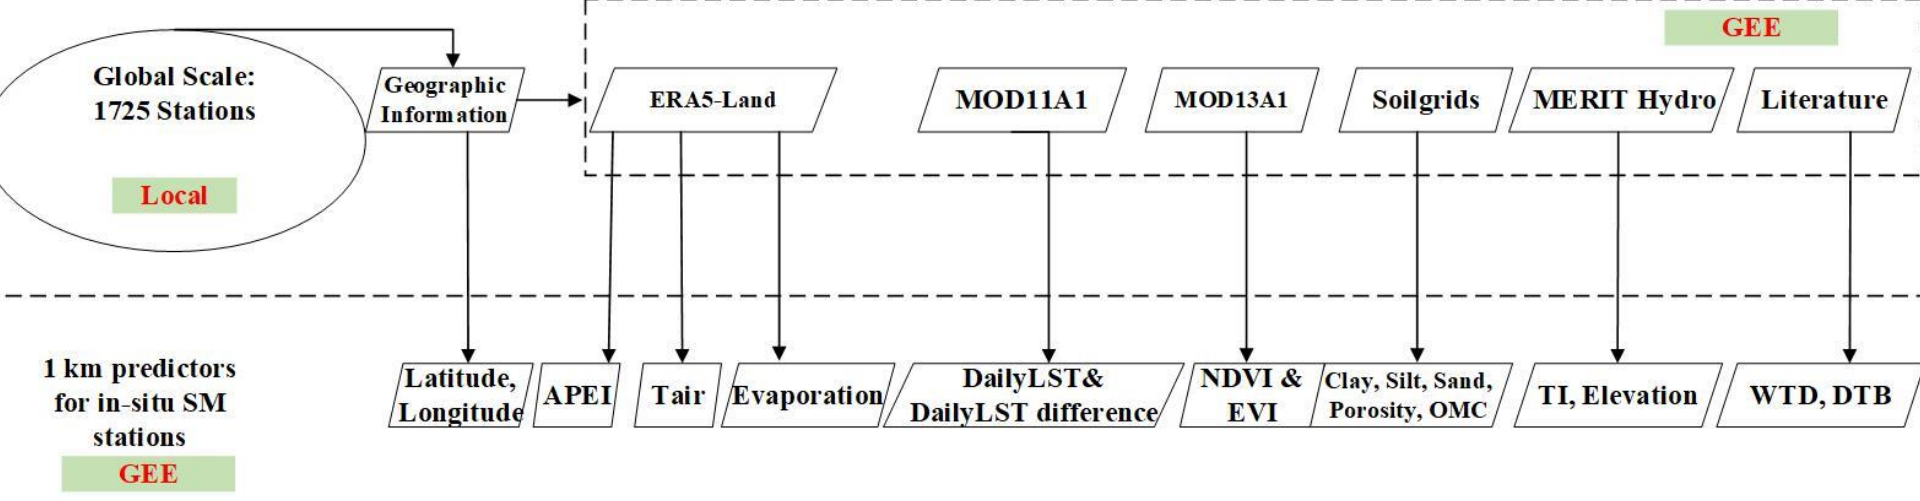 GEE
Global Scale:
1725 Stations
Local
Geographic
Information
ERA5-Land
MOD11A1
MOD13A1
Soilgrids
MERIT Hydro
Literature
1 km predictors
for in-situ SM
stations
GEE
Latitude,
Longitude
APEI
Tair
Evaporation
DailyLST&
DailyLST difference
NDVI &
EVI
Clay, Silt, Sand,
Porosity, OMC
TI, Elevation
WTD, DTB